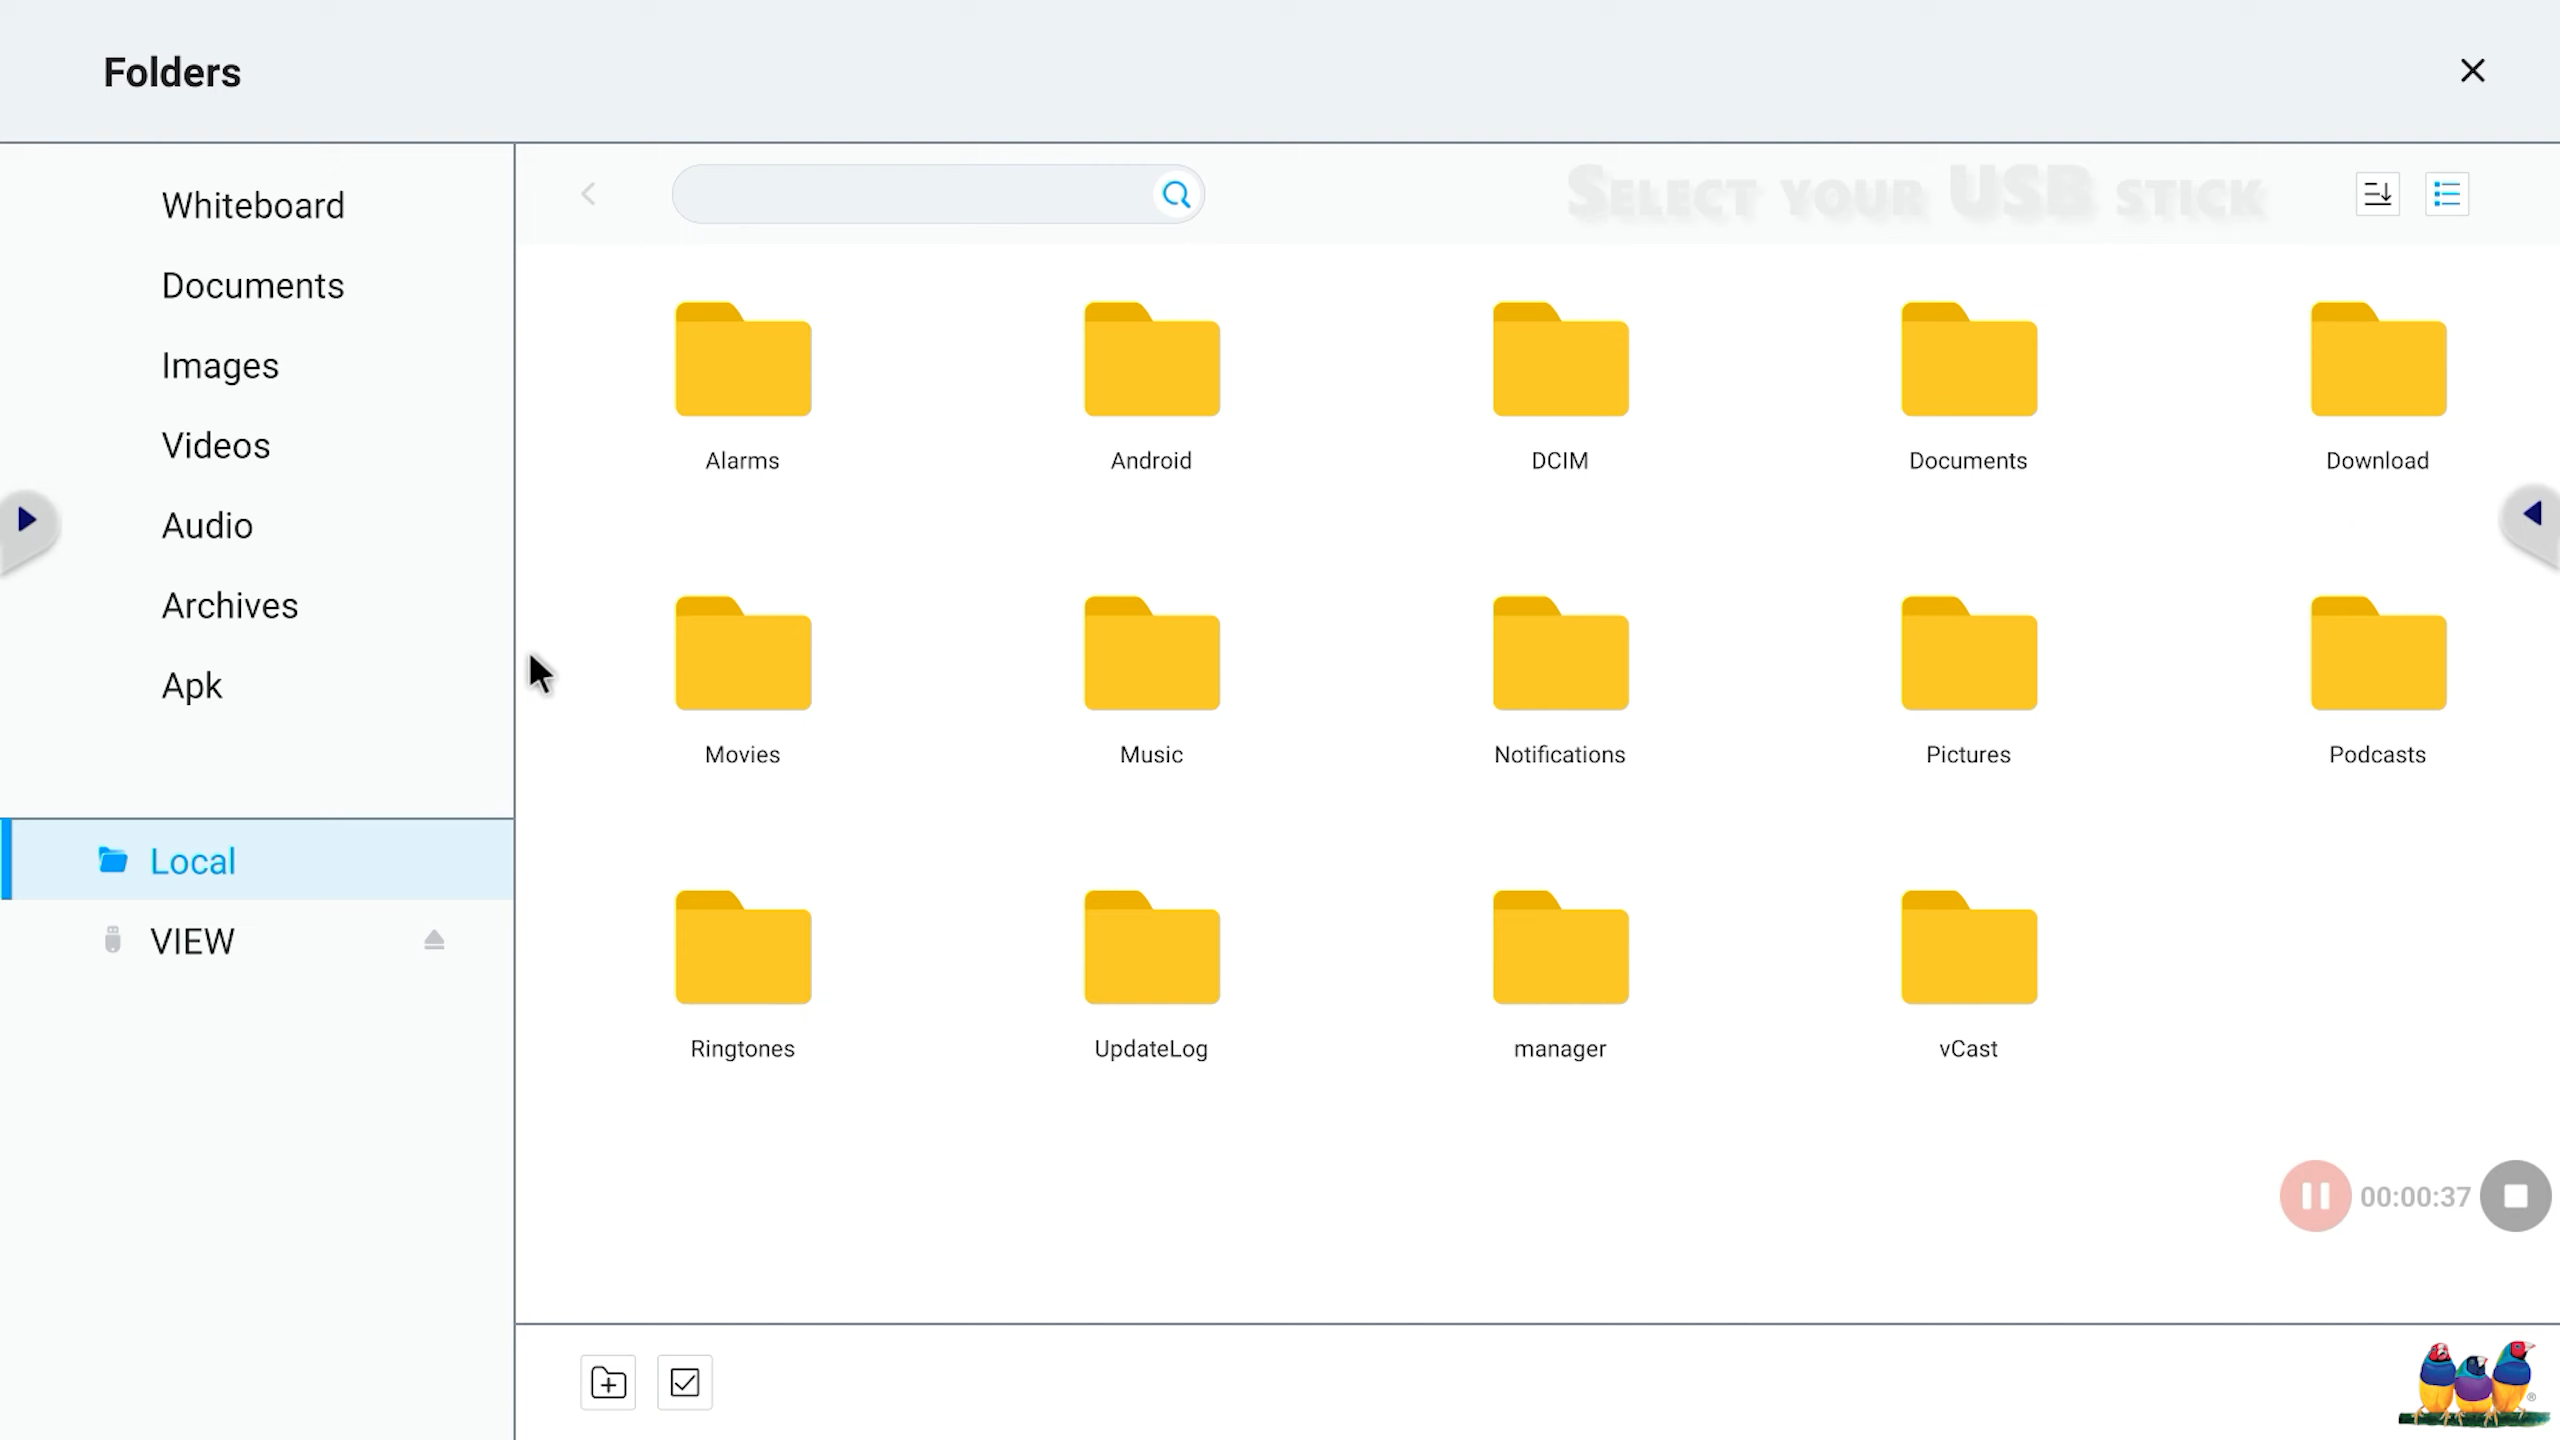 Folders
Whiteboard
Documents
Images
Videos
Audio
Archives
Apk
Local
VIEW
Select your USB stick
Alarms
Android
DCIM
Documents
Download
Movies
Music
Notifications
Pictures
Podcasts
Ringtones
UpdateLog
manager
vCast
00:00:37
®